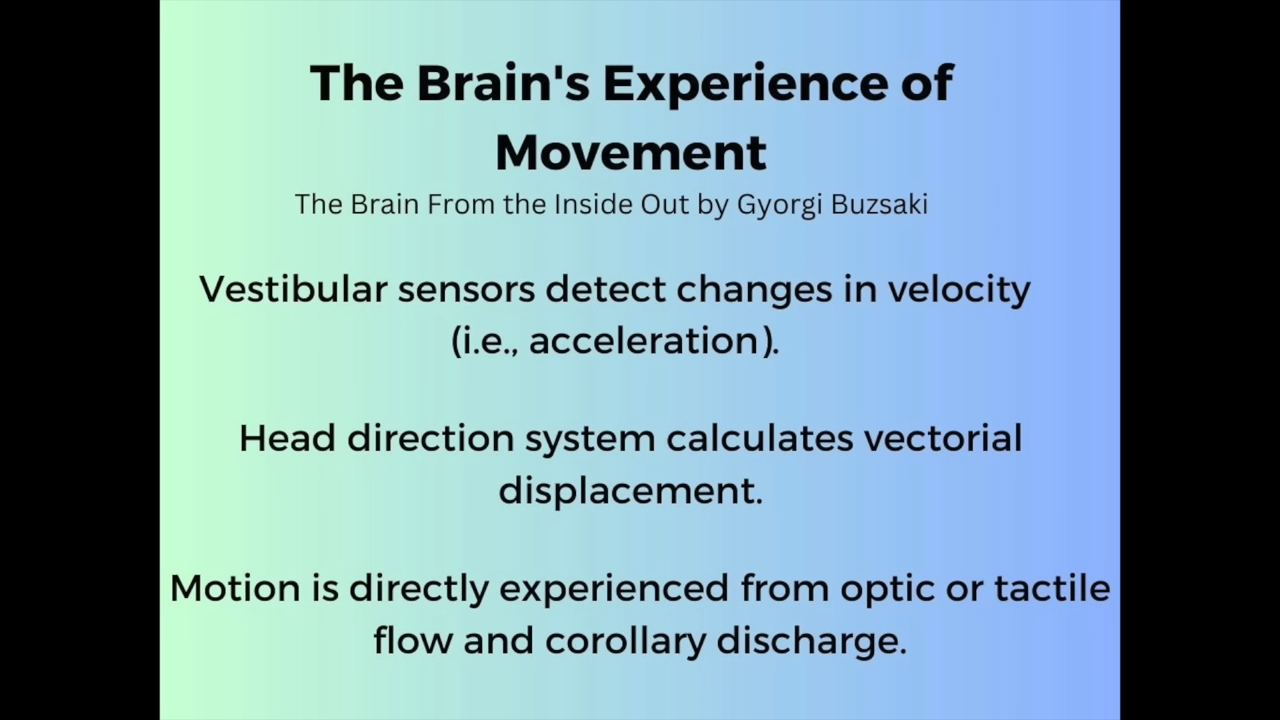 The Brain's Experience of
Movement
The Brain From the Inside Out by Gyorgi Buzsaki
Vestibular sensors detect changes in velocity
(i.e., acceleration).
Head direction system calculates vectorial
displacement.
Motion is directly experienced from optic or tactile
flow and corollary discharge.